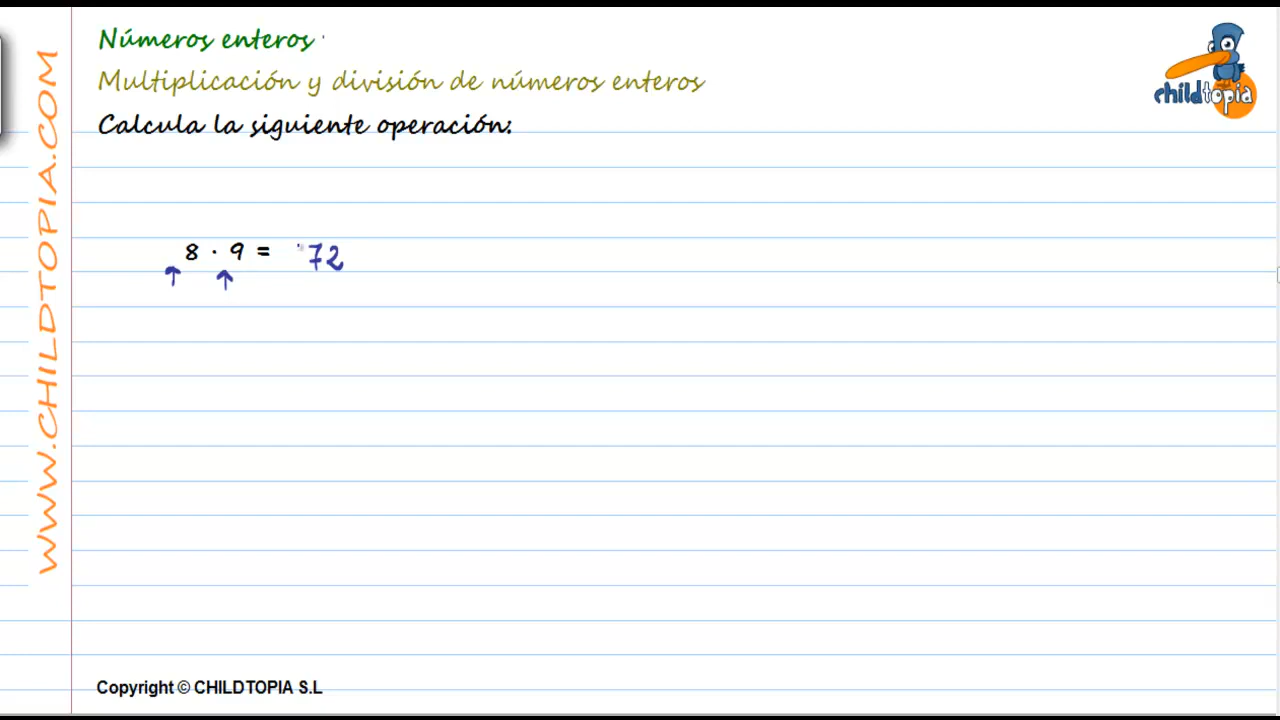 WWW.CHILDTOPIA.COM
Números enteros
Multiplicación y división de números enteros
Calcula la siguiente operación:
childtopia
8 · 9 = 72
Copyright © CHILDTOPIA S.L